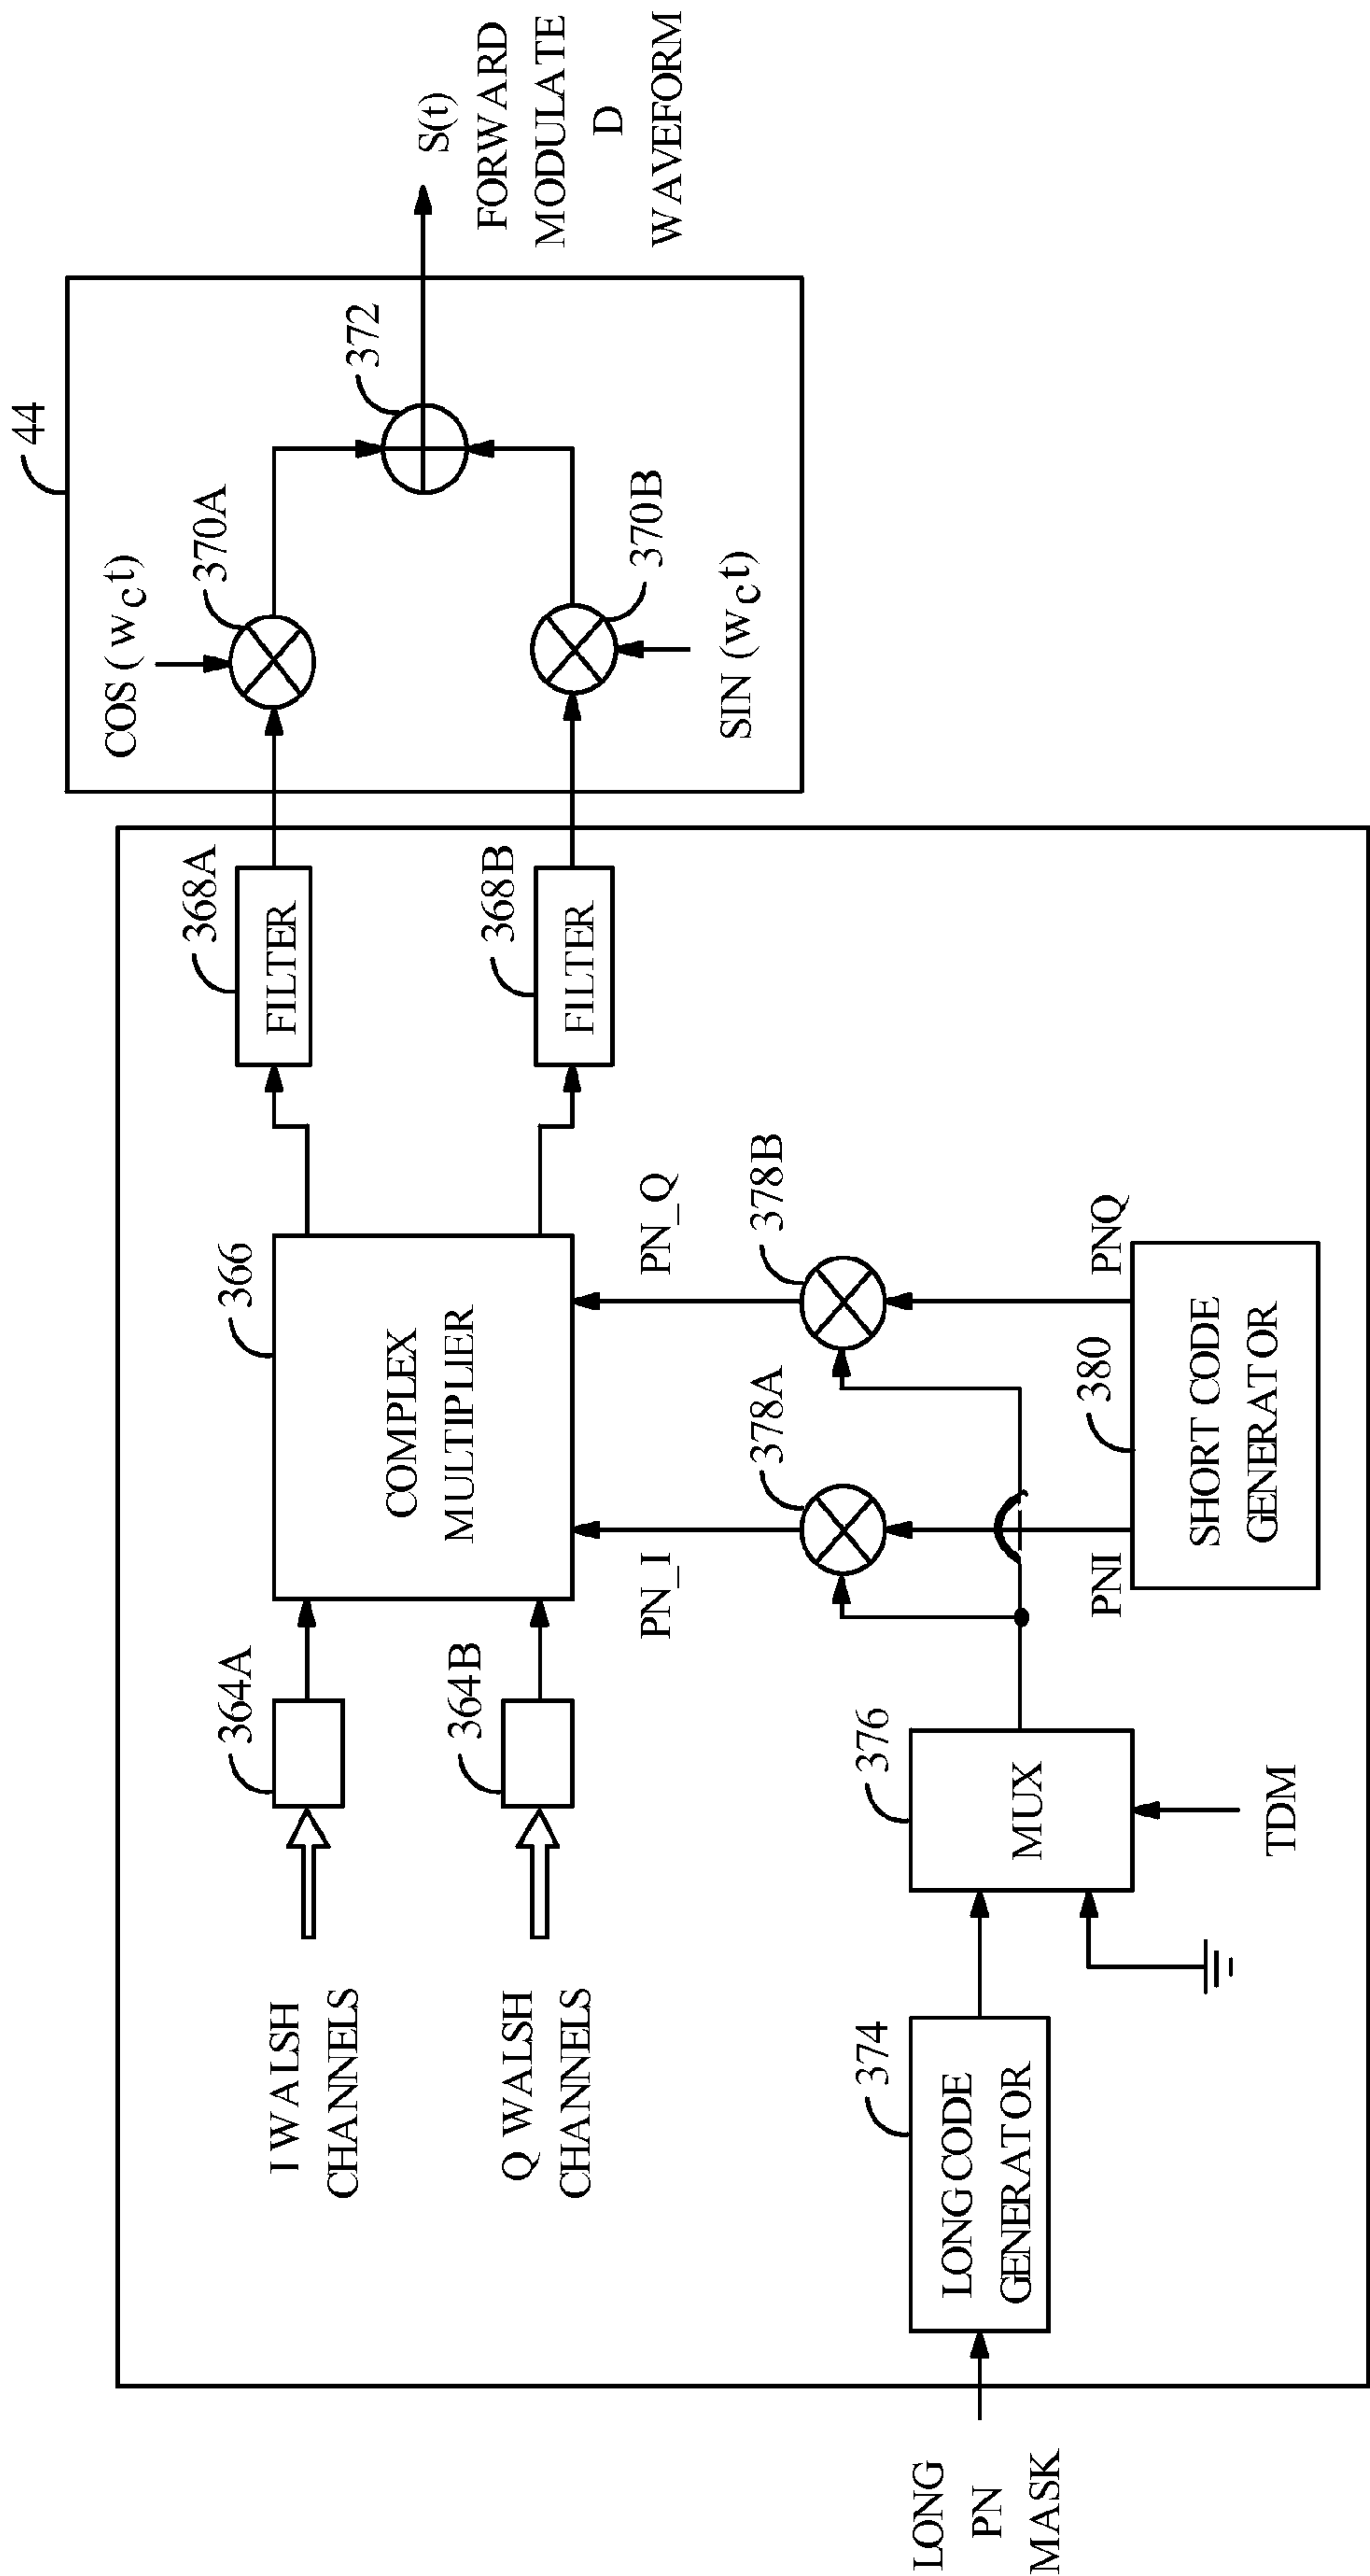 44
COS (wct)
370A
372
S(t)
FORWARD
MODULATE
D
WAVEFORM
370B
SIN (wct)
I WALSH
CHANNELS
364A
366
COMPLEX
MULTIPLIER
368A
FILTER
Q WALSH
CHANNELS
364B
368B
FILTER
PN_I
PN_Q
378A
378B
LONG
PN
MASK
374
LONG CODE
GENERATOR
376
MUX
TDM
PNI
PNQ
380
SHORT CODE
GENERATOR